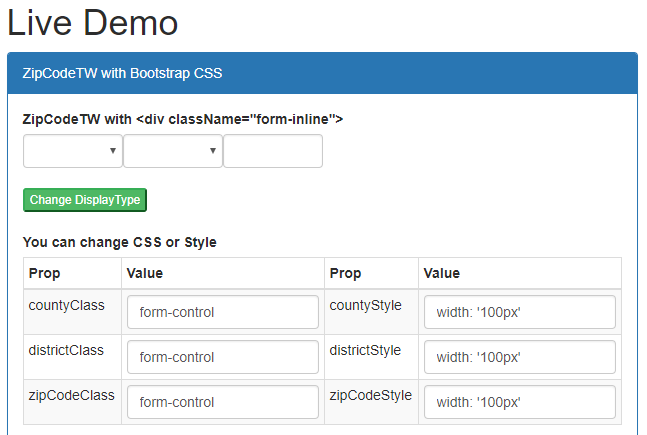 Live Demo
ZipCodeTW with Bootstrap CSS
ZipCodeTW with <div className="form-inline">
Change DisplayType
You can change CSS or Style
Prop Value Prop Value
countyClass form-control countyStyle width: '100px'
districtClass form-control districtStyle width: '100px'
zipCodeClass form-control zipCodeStyle width: '100px'